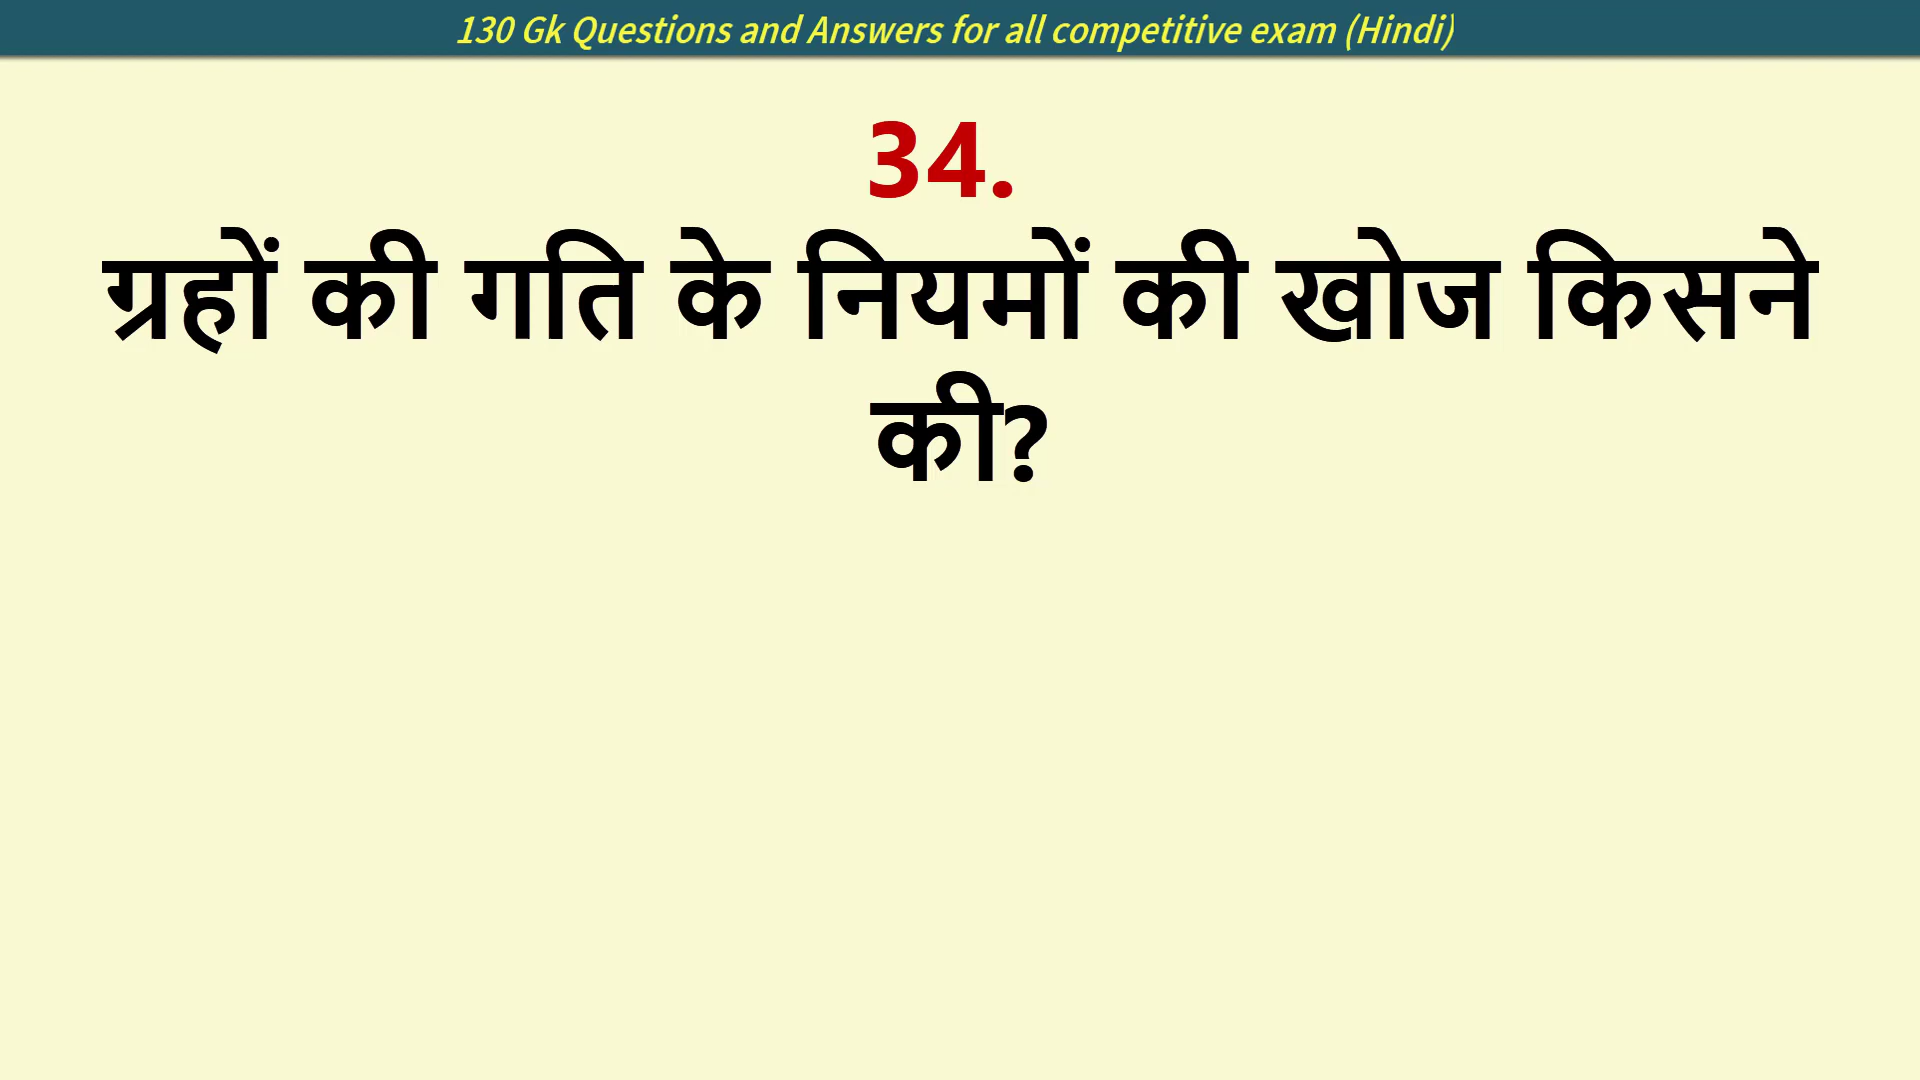 130 Gk Questions and Answers for all competitive exam (Hindi)
34.
ग्रहों की गति के नियमों की खोज किसने
की?